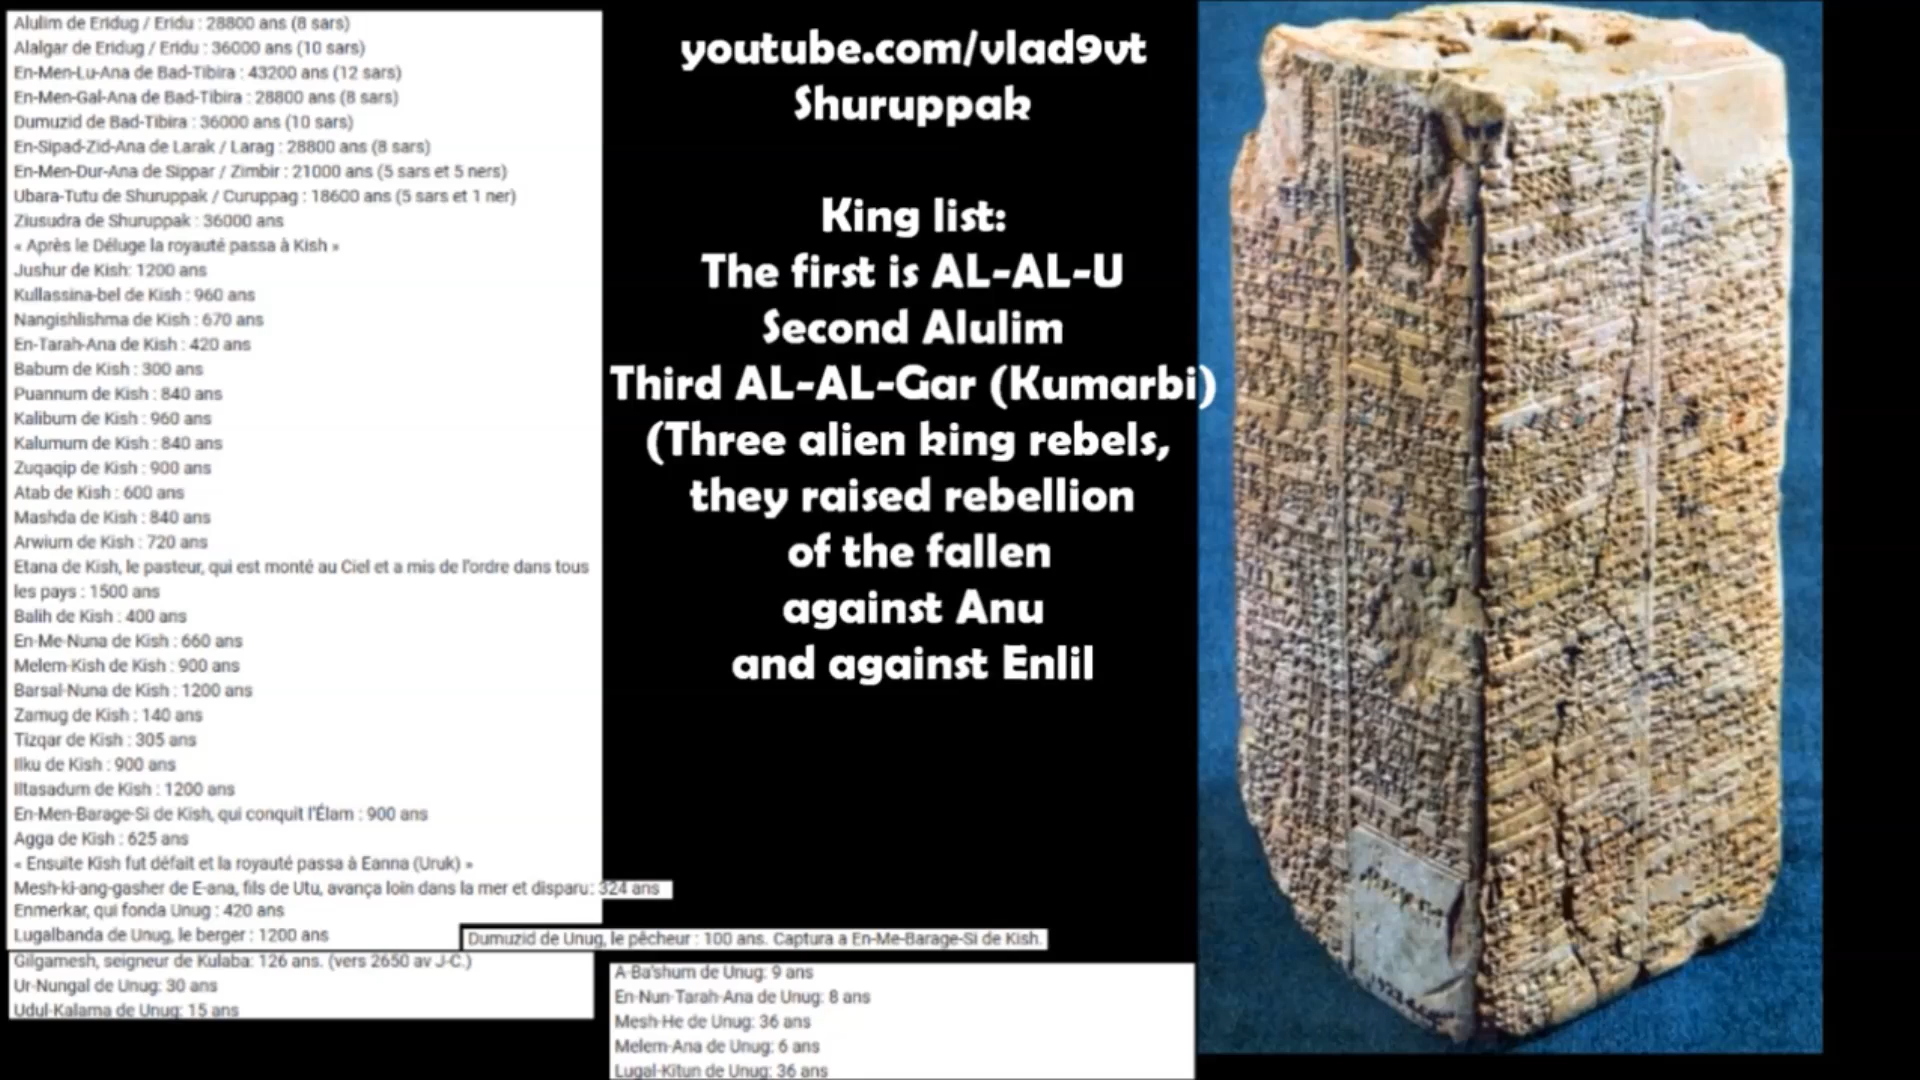 Alulim de Eridug / Eridu : 28800 ans (8 sars)
Alalgar de Eridug / Eridu : 36000 ans (10 sars)
En-Men-Lu-Ana de Bad-Tibira : 43200 ans (12 sars)
En-Men-Gal-Ana de Bad-Tibira : 28800 ans (8 sars)
Dumuzid de Bad-Tibira : 36000 ans (10 sars)
En-Sipad-Zid-Ana de Larak / Larag : 28800 ans (8 sars)
En-Men-Dur-Ana de Sippar / Zimbir : 21000 ans (5 sars et 5 ners)
Ubara-Tutu de Shuruppak / Curuppag : 18600 ans (5 sars et 1 ner)
Ziusudra de Shuruppak : 36000 ans
« Après le Déluge la royauté passa à Kish »
Jushur de Kish: 1200 ans
Kullassina-bel de Kish : 960 ans
Nangishlishma de Kish : 670 ans
En-Tarah-Ana de Kish : 420 ans
Babum de Kish : 300 ans
Puannum de Kish : 840 ans
Kalibum de Kish : 960 ans
Kalumum de Kish : 840 ans
Zuqaqip de Kish : 900 ans
Atab de Kish : 600 ans
Mashda de Kish : 840 ans
Arwium de Kish : 720 ans
Etana de Kish, le pasteur, qui est monté au Ciel et a mis de l'ordre dans tous
les pays : 1500 ans
Balih de Kish : 400 ans
En-Me-Nuna de Kish : 660 ans
Melem-Kish de Kish : 900 ans
Barsal-Nuna de Kish : 1200 ans
Zamug de Kish : 140 ans
Tizqar de Kish : 305 ans
Ilku de Kish : 900 ans
Iltasadum de Kish : 1200 ans
En-Men-Barage-Si de Kish, qui conquit l'Élam : 900 ans
Agga de Kish : 625 ans
« Ensuite Kish fut défait et la royauté passa à Eanna (Uruk) »
Mesh-ki-ang-gasher de E-ana, fils de Utu, avança loin dans la mer et disparu: 324 ans
Enmerkar, qui fonda Unug : 420 ans
Lugalbanda de Unug, le berger : 1200 ans
Dumuzid de Unug, le pêcheur : 100 ans. Captura a En-Me-Barage-Si de Kish.
Gilgamesh, seigneur de Kulaba: 126 ans. (vers 2650 av J-C.)
Ur-Nungal de Unug: 30 ans
Udul-Kalama de Unug: 15 ans
A-Ba'shum de Unug: 9 ans
En-Nun-Tarah-Ana de Unug: 8 ans
Mesh-He de Unug: 36 ans
Melem-Ana de Unug: 6 ans
Lugal-Kitun de Unug: 36 ans
youtube.com/vlad9vt
Shuruppak
King list:
The first is AL-AL-U
Second Alulim
Third AL-AL-Gar (Kumarbi)
(Three alien king rebels,
they raised rebellion
of the fallen
against Anu
and against Enlil